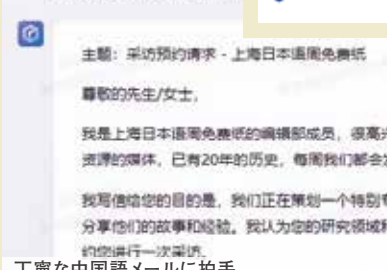 主题：采访预约请求 - 上海日本语周免费纸
尊敬的先生/女士，
我是上海日本语周免费纸的编辑部成员，很高兴
资源的媒体，已有20年的历史，每周我们都会发
我写信给您的目的是，我们正在策划一个特别专
分享他们的故事和经验。我认为您的研究领域和
约您进行一次采访。
丁寧な中国語メールに拍手